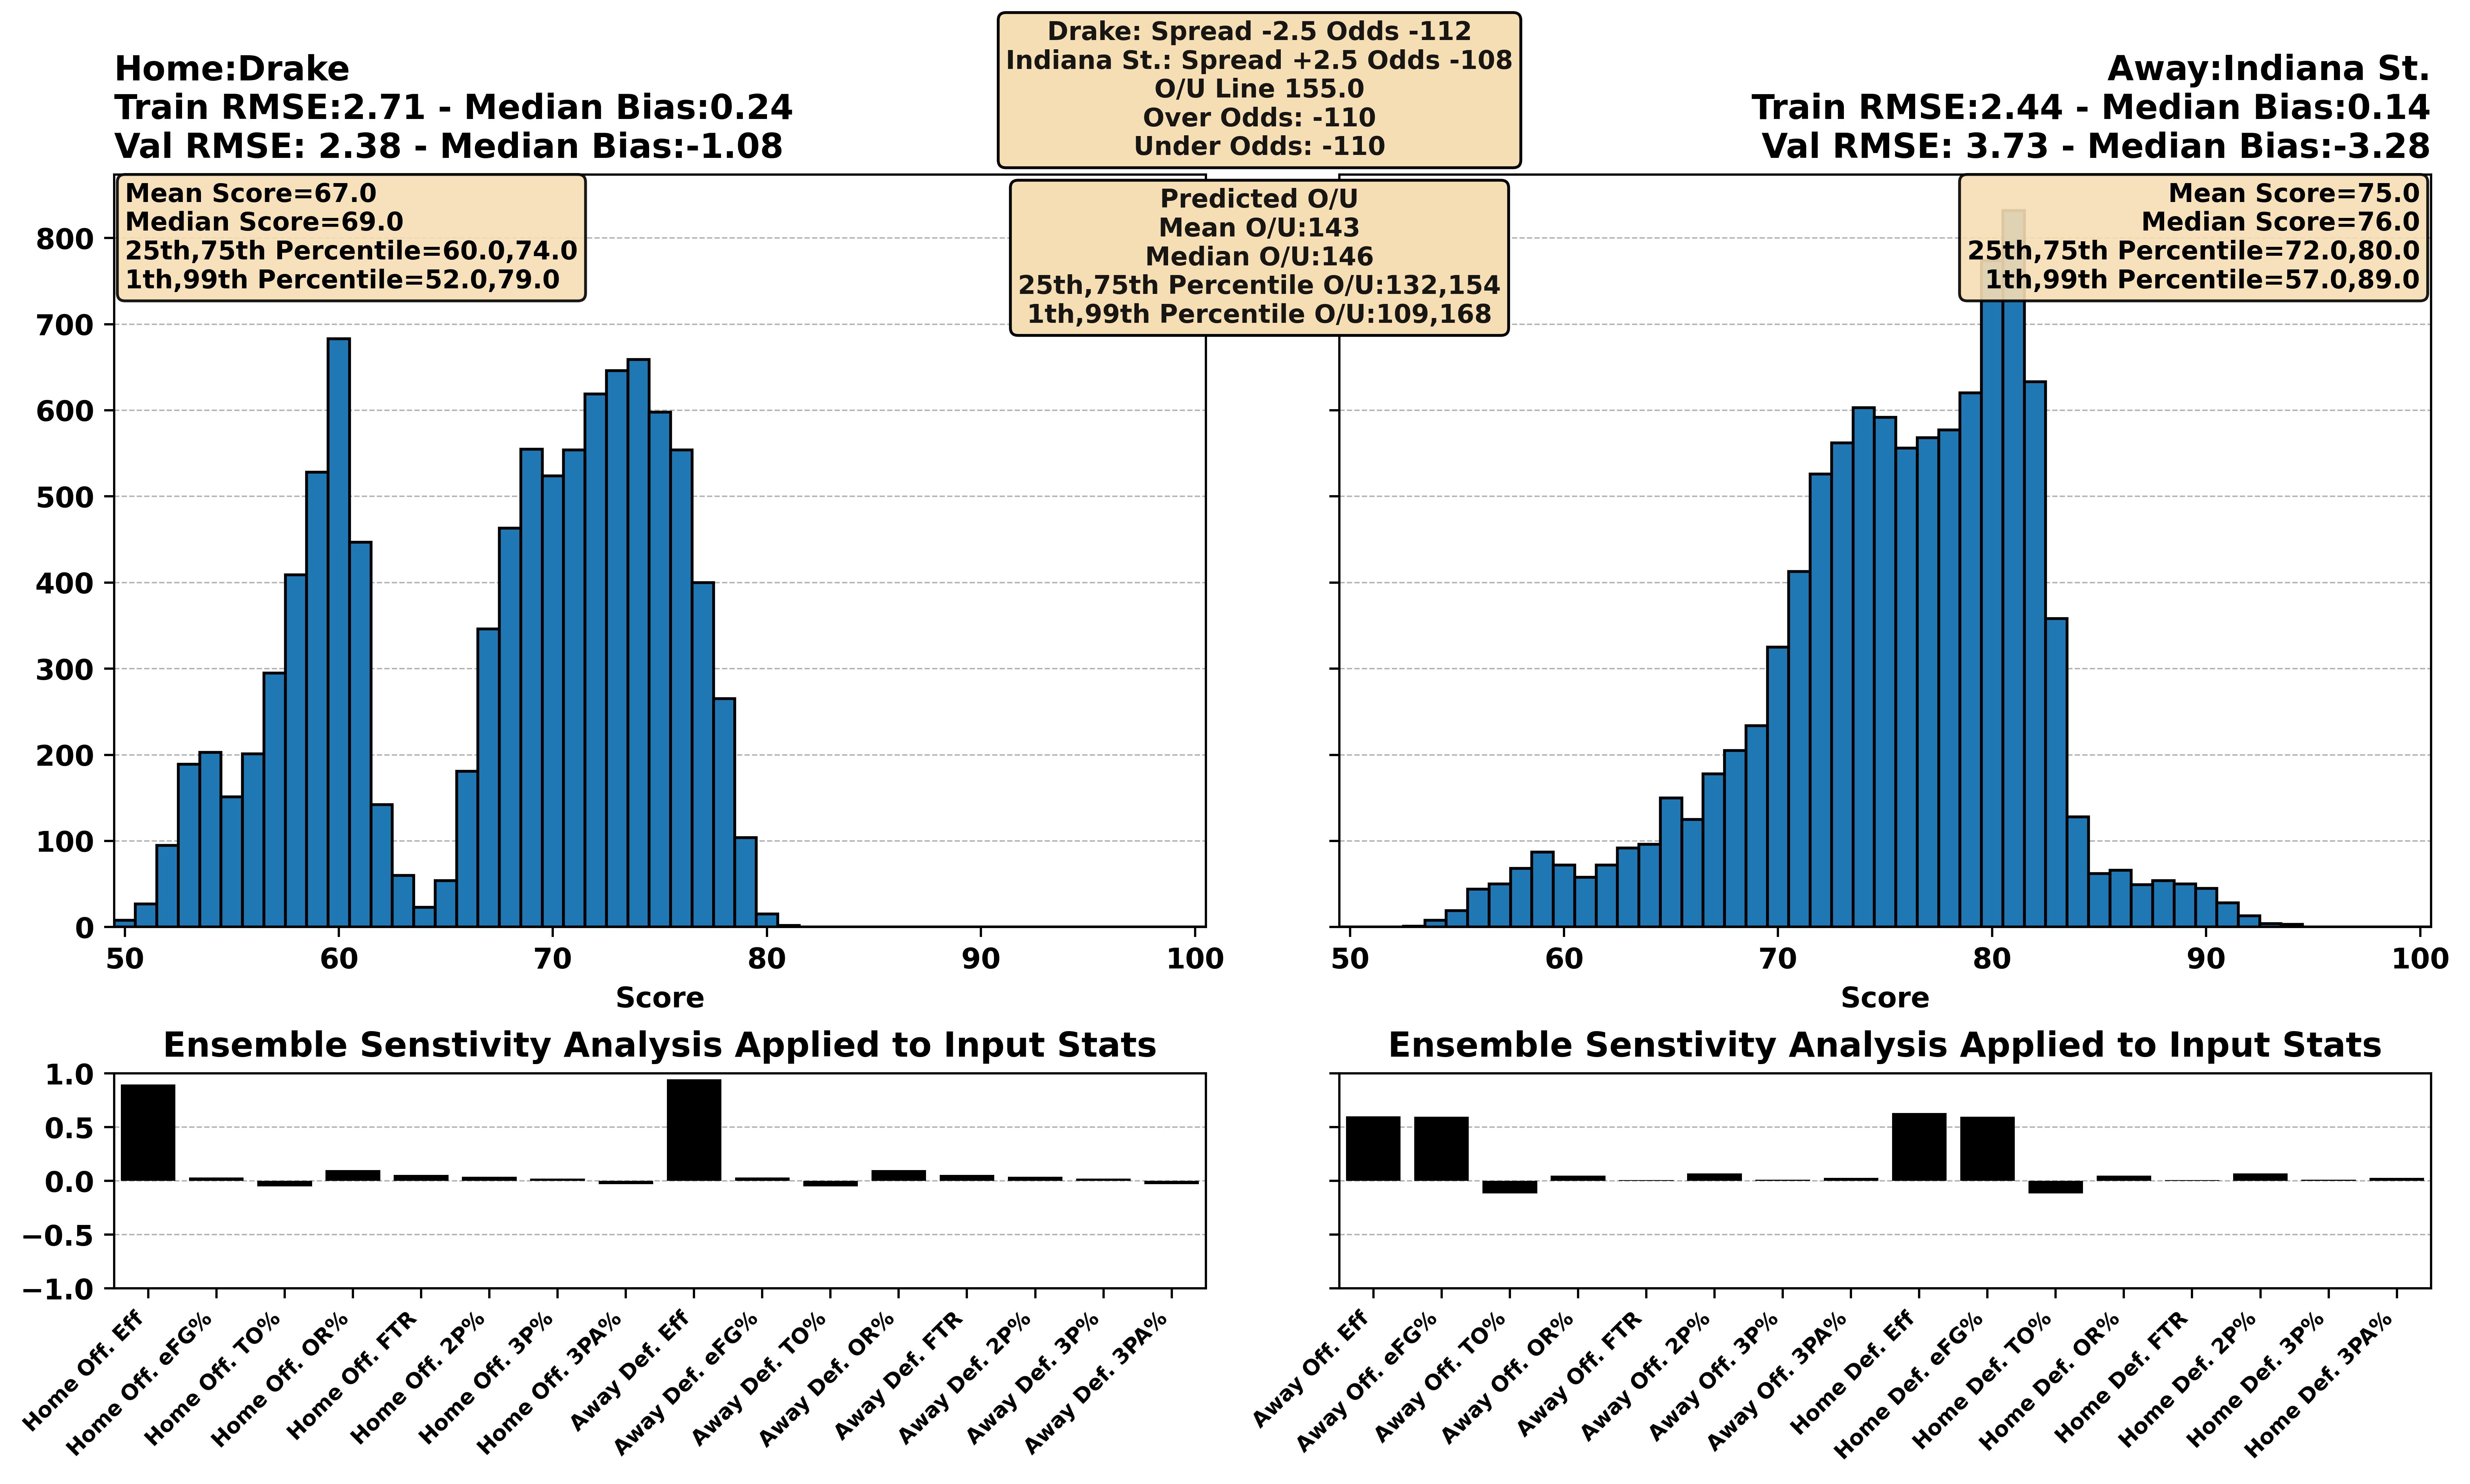 Drake: Spread -2.5 Odds -112
Indiana St.: Spread +2.5 Odds -108
O/U Line 155.0
Over Odds: -110
Under Odds: -110
Home:Drake
Train RMSE:2.71 - Median Bias:0.24
Val RMSE: 2.38 - Median Bias:-1.08
Away:Indiana St.
Train RMSE:2.44 - Median Bias:0.14
Val RMSE: 3.73 - Median Bias:-3.28
Mean Score=67.0
Median Score=69.0
25th,75th Percentile=60.0,74.0
1th,99th Percentile=52.0,79.0
Predicted O/U
Mean O/U:143
Median O/U:146
25th,75th Percentile O/U:132,154
1th,99th Percentile O/U:109,168
Mean Score=75.0
Median Score=76.0
25th,75th Percentile=72.0,80.0
1th,99th Percentile=57.0,89.0
800
700
600
500
400
300
200
100
0
50 60 70 80 90 100
Score
50 60 70 80 90 100
Score
Ensemble Senstivity Analysis Applied to Input Stats
1.0
0.5
0.0
−0.5
−1.0
Home Off. Eff
Home Off. eFG%
Home Off. TO%
Home Off. OR%
Home Off. FTR
Home Off. 2P%
Home Off. 3P%
Home Off. 3PA%
Away Def. Eff
Away Def. eFG%
Away Def. TO%
Away Def. OR%
Away Def. FTR
Away Def. 2P%
Away Def. 3P%
Away Def. 3PA%
Ensemble Senstivity Analysis Applied to Input Stats
Away Off. Eff
Away Off. eFG%
Away Off. TO%
Away Off. OR%
Away Off. FTR
Away Off. 2P%
Away Off. 3P%
Away Off. 3PA%
Home Def. Eff
Home Def. eFG%
Home Def. TO%
Home Def. OR%
Home Def. FTR
Home Def. 2P%
Home Def. 3P%
Home Def. 3PA%